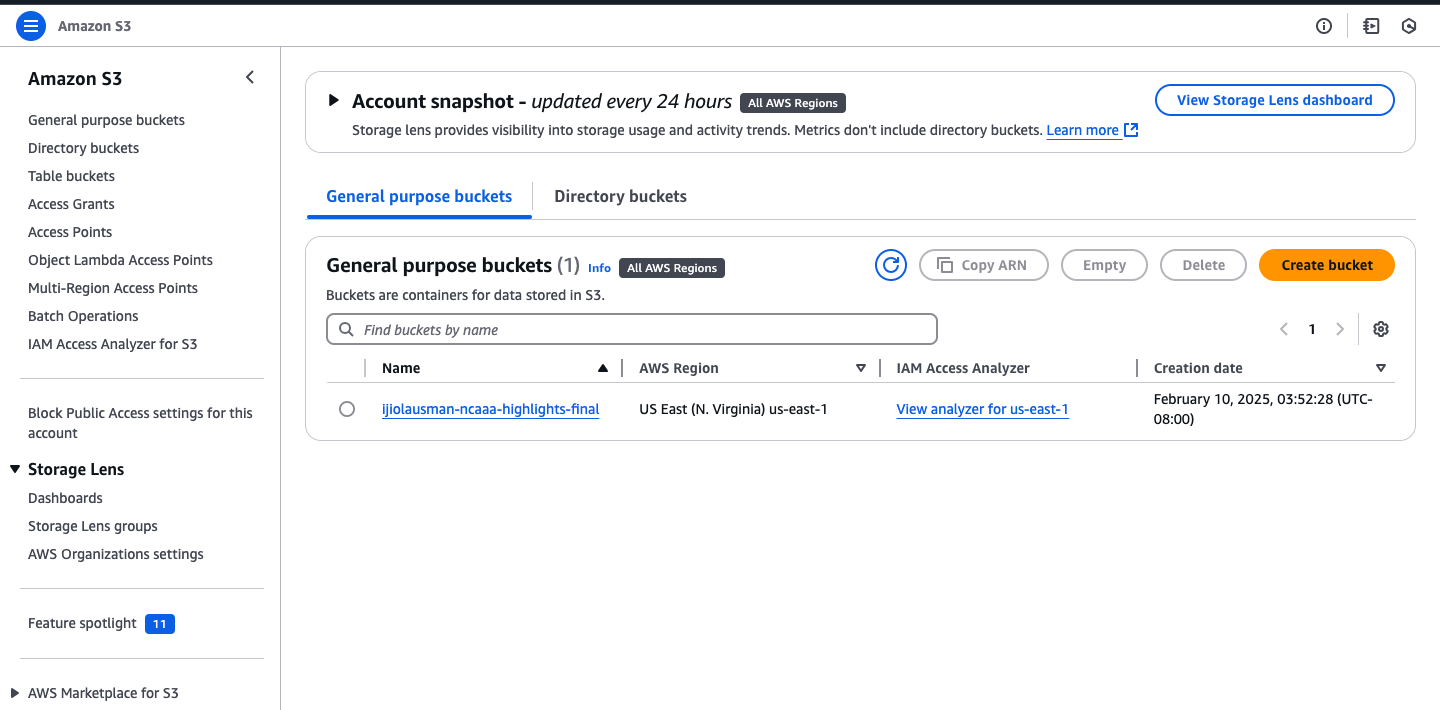 Amazon S3
Amazon S3
General purpose buckets
Directory buckets
Table buckets
Access Grants
Access Points
Object Lambda Access Points
Multi-Region Access Points
Batch Operations
IAM Access Analyzer for S3
Block Public Access settings for this
account
Storage Lens
Dashboards
Storage Lens groups
AWS Organizations settings
Feature spotlight 11
AWS Marketplace for S3
Account snapshot - updated every 24 hours All AWS Regions
View Storage Lens dashboard
Storage lens provides visibility into storage usage and activity trends. Metrics don't include directory buckets. Learn more
General purpose buckets Directory buckets
General purpose buckets (1) Info All AWS Regions
Copy ARN Empty Delete Create bucket
Buckets are containers for data stored in S3.
Find buckets by name
1
Name AWS Region IAM Access Analyzer Creation date
ijiolausman-ncaaa-highlights-final US East (N. Virginia) us-east-1 View analyzer for us-east-1 February 10, 2025, 03:52:28 (UTC-
08:00)